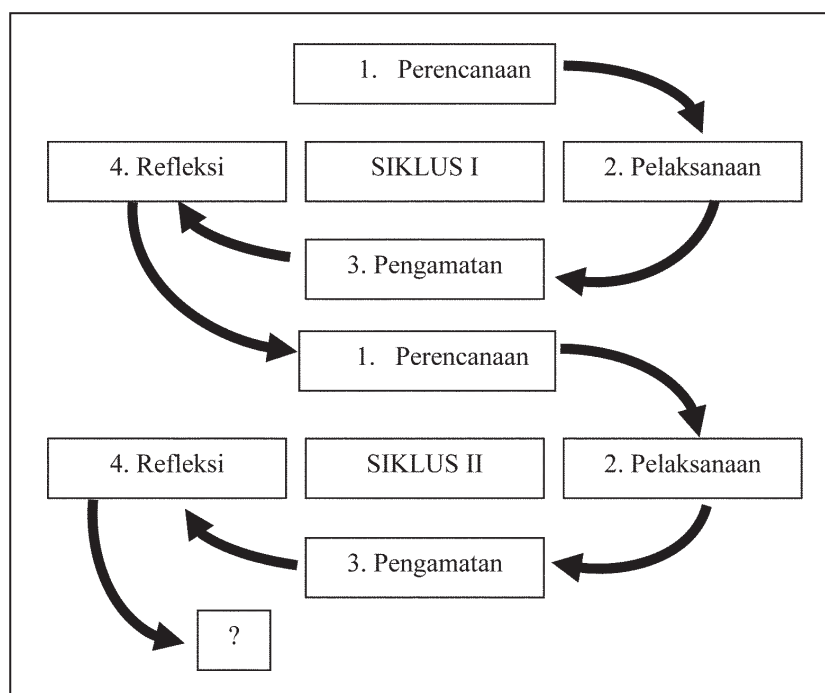 1. Perencanaan
4. Refleksi
SIKLUS I
2. Pelaksanaan
3. Pengamatan
1. Perencanaan
4. Refleksi
SIKLUS II
2. Pelaksanaan
3. Pengamatan
?